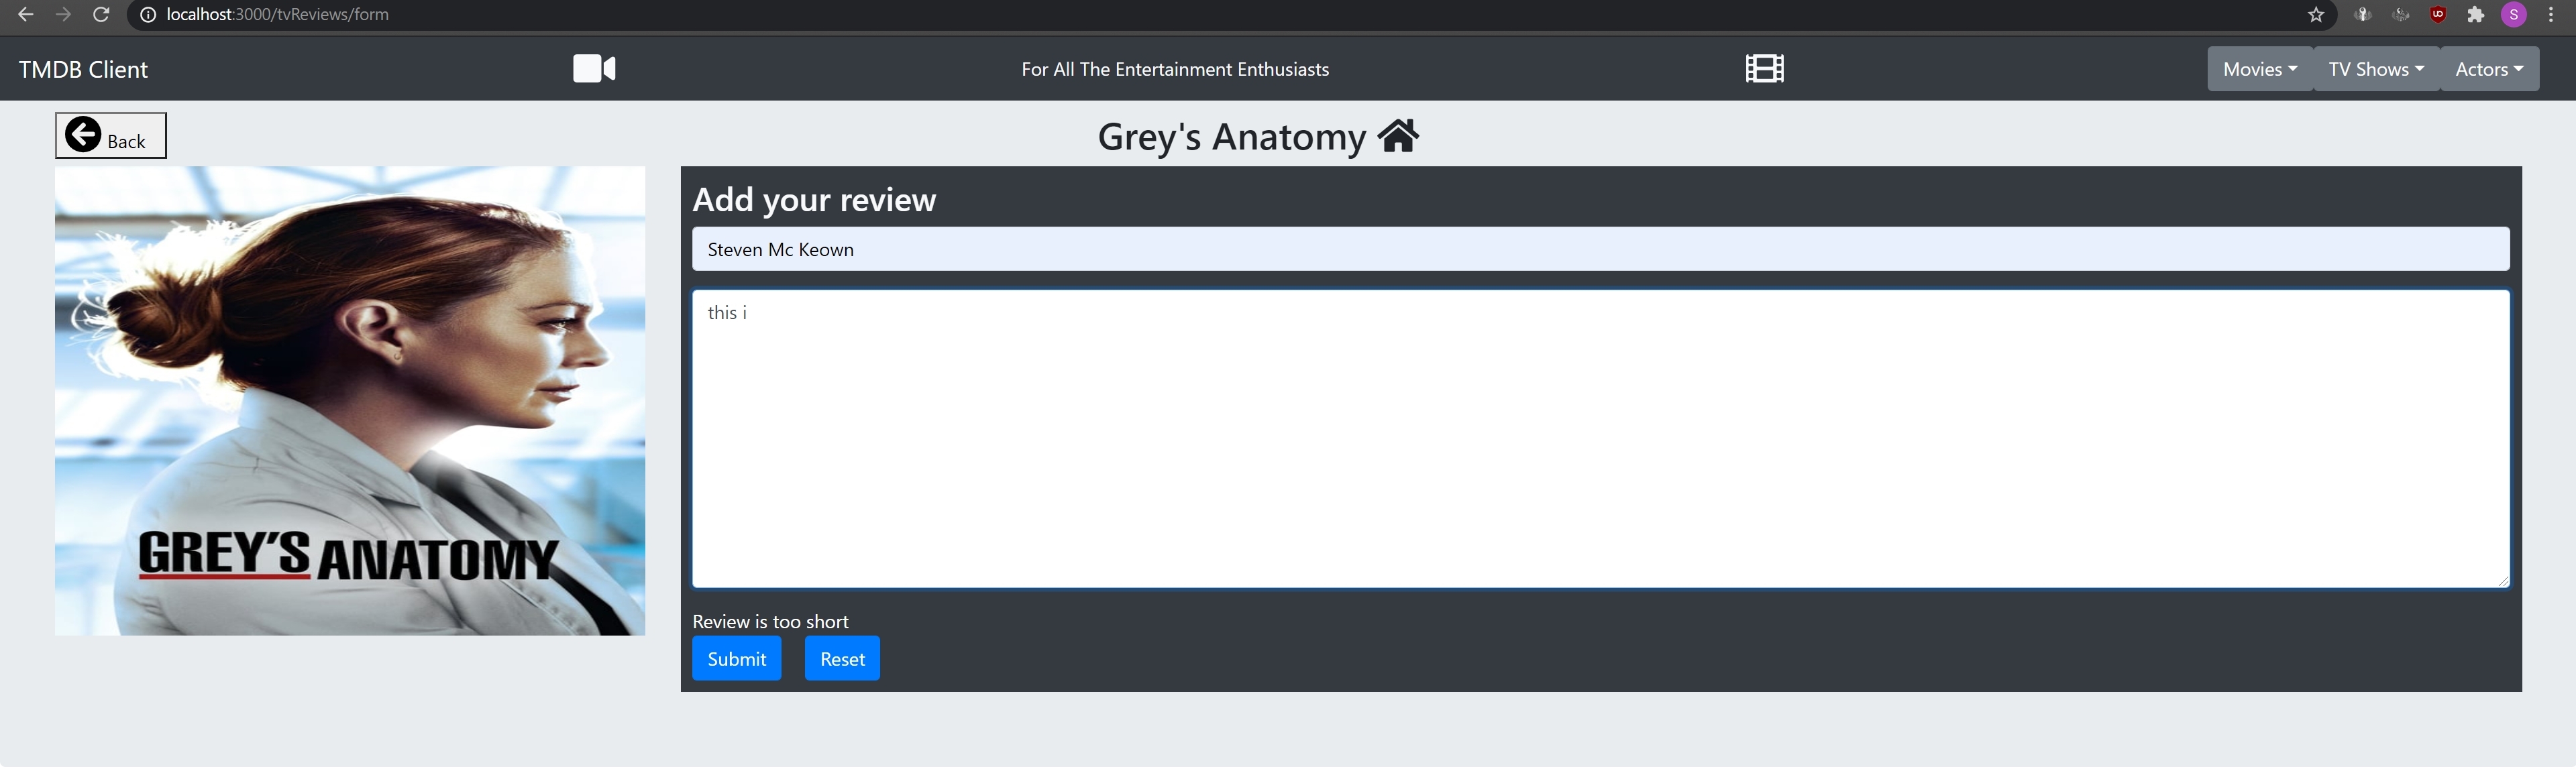 localhost:3000/tvReviews/form
S
TMDB Client
For All The Entertainment Enthusiasts
Movies
TV Shows
Actors
Back
Grey's Anatomy
GREY'S ANATOMY
Add your review
Steven Mc Keown
this i
Review is too short
Submit
Reset